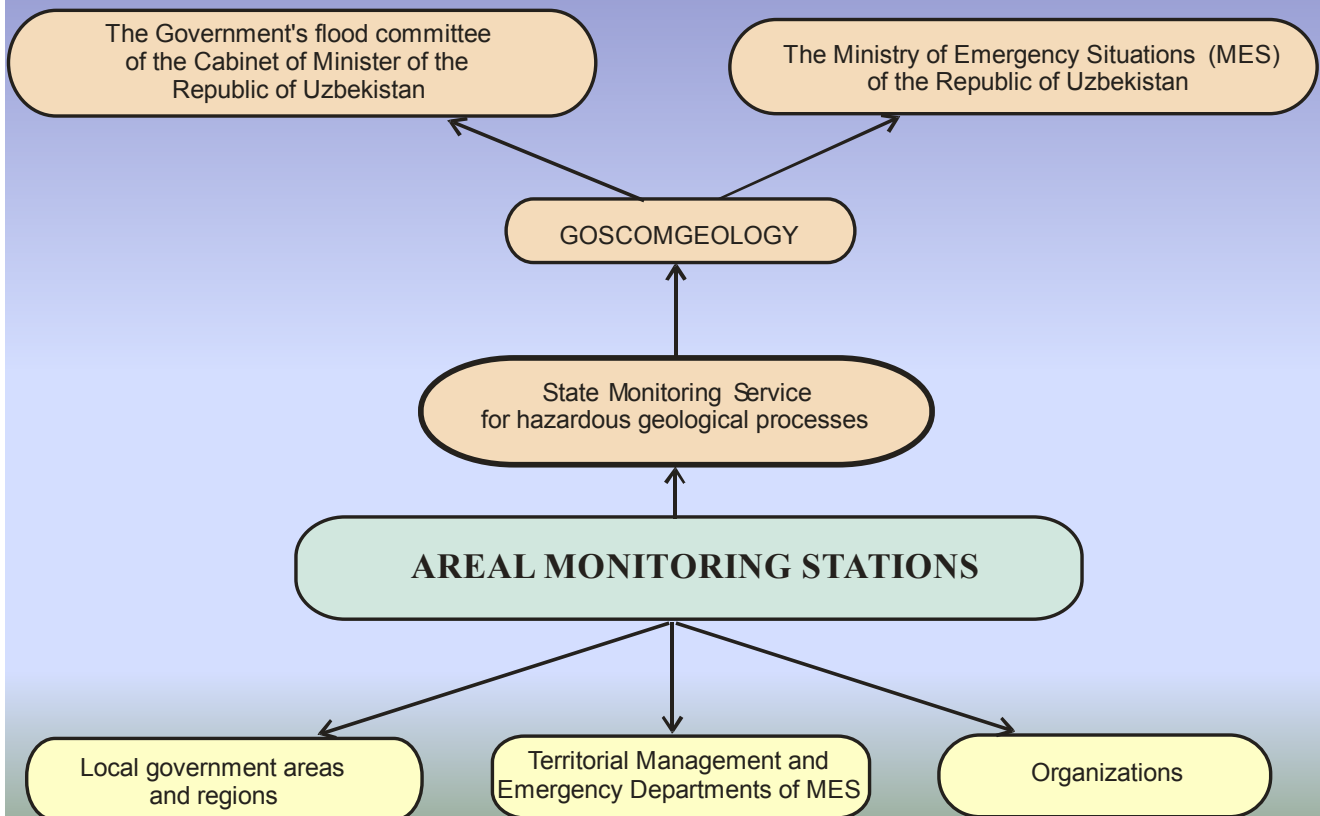 The Government's flood committee
of the Cabinet of Minister of the
Republic of Uzbekistan
The Ministry of Emergency Situations (MES)
of the Republic of Uzbekistan
GOSCOMGEOLOGY
State Monitoring Service
for hazardous geological processes
AREAL MONITORING STATIONS
Local government areas
and regions
Territorial Management and
Emergency Departments of MES
Organizations